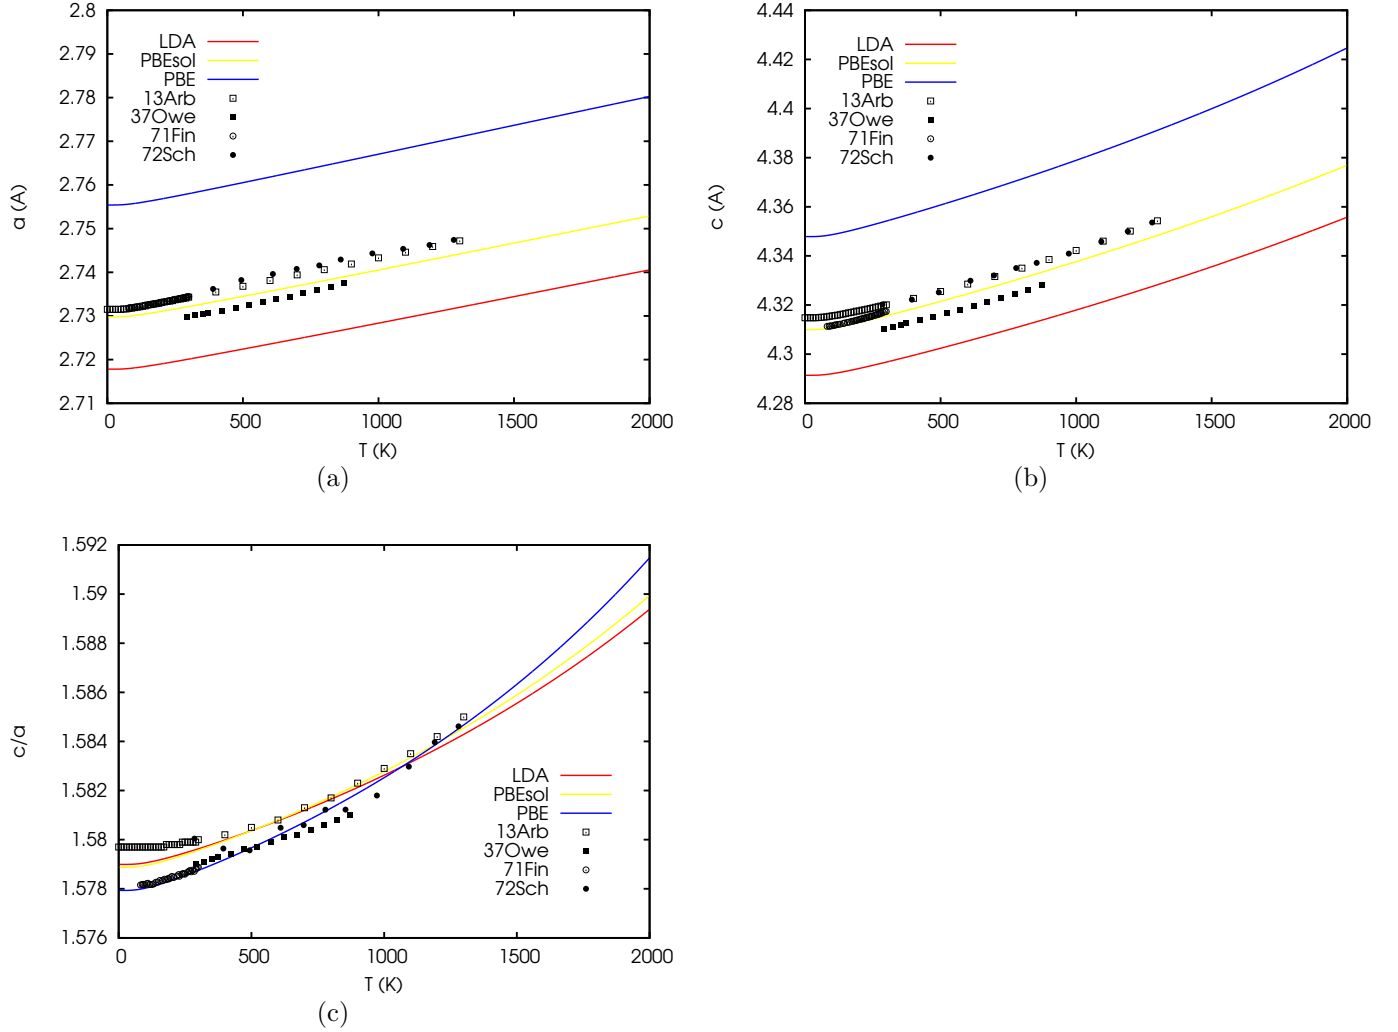 2.8
2.79
2.78
2.77
2.76
2.75
2.74
2.73
2.72
2.71
a (A)
LDA
PBEsol
PBE
13Arb
37Owe
71Fin
72Sch
0 500 1000 1500 2000
T (K)
(a)
4.44
4.42
4.4
4.38
4.36
4.34
4.32
4.3
4.28
c (A)
LDA
PBEsol
PBE
13Arb
37Owe
71Fin
72Sch
0 500 1000 1500 2000
T (K)
(b)
1.592
1.59
1.588
1.586
1.584
1.582
1.58
1.578
1.576
c/a
LDA
PBEsol
PBE
13Arb
37Owe
71Fin
72Sch
0 500 1000 1500 2000
T (K)
(c)